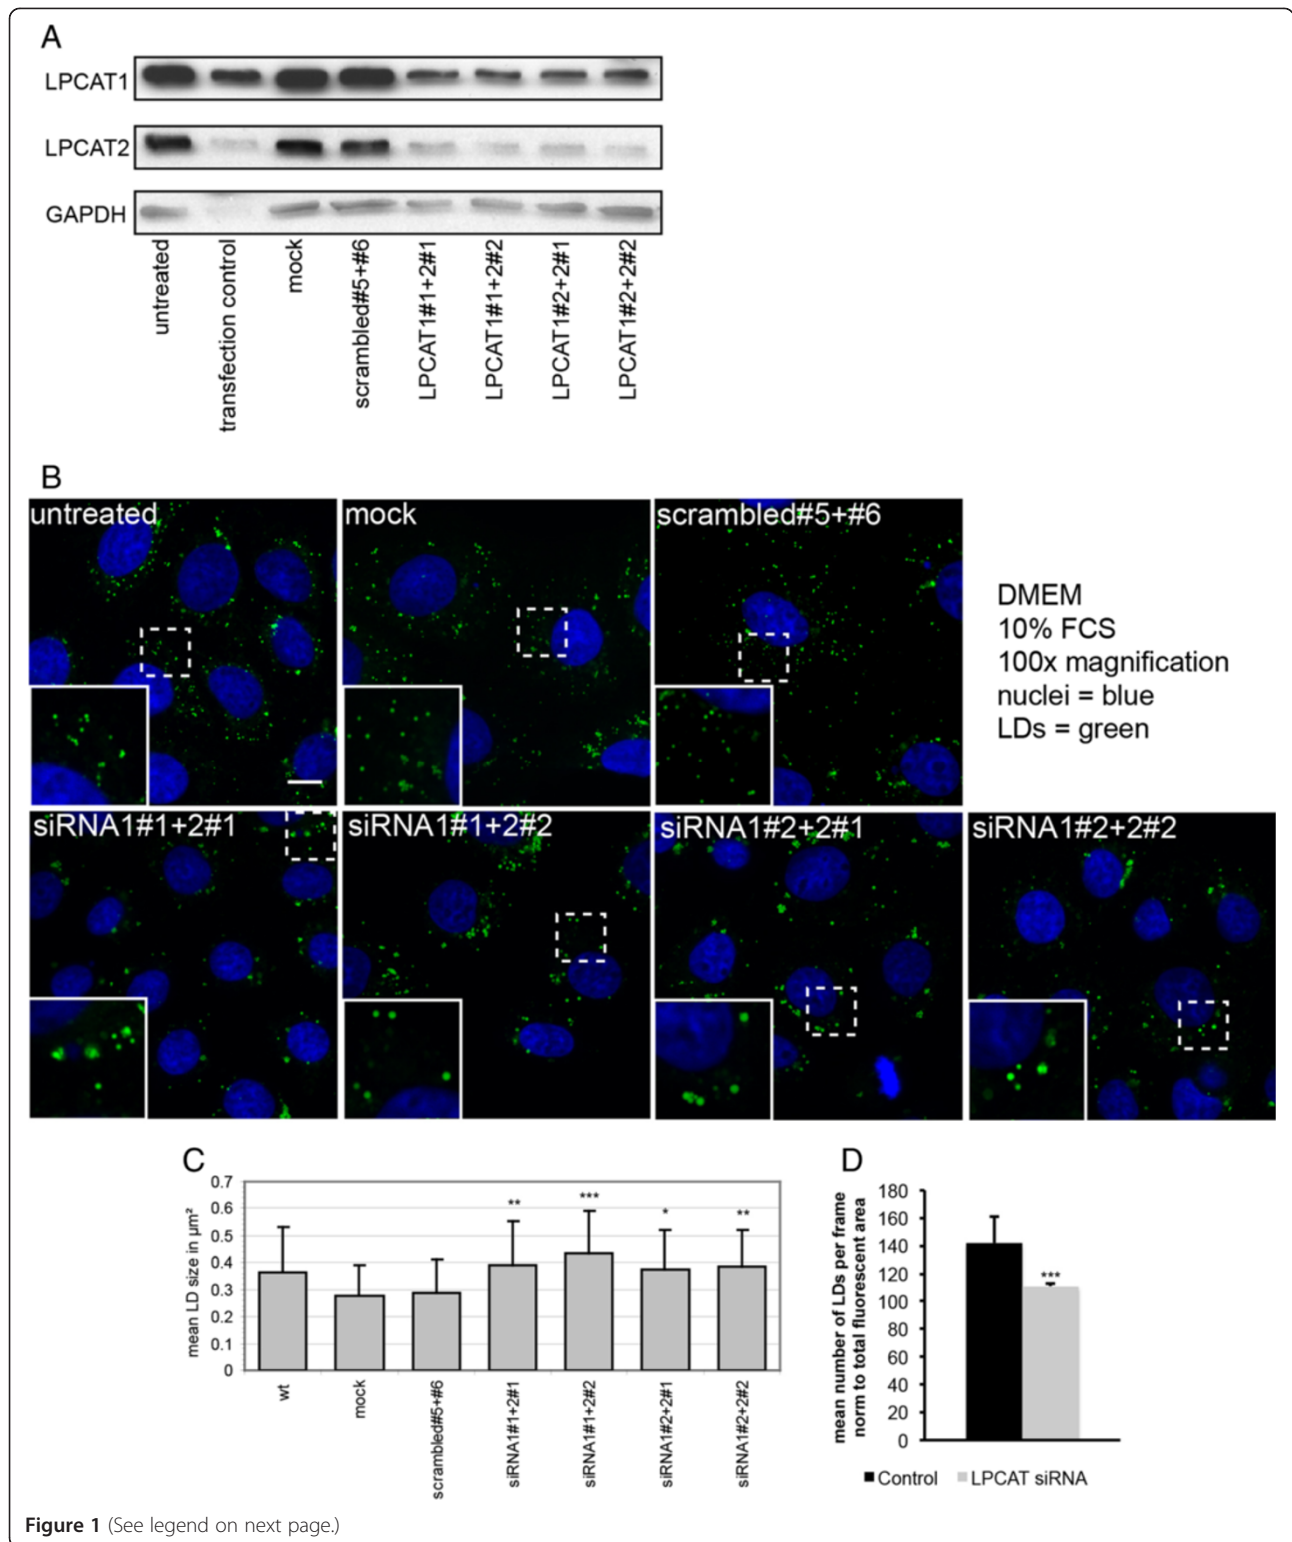 A
LPCAT1
LPCAT2
GAPDH
untreated
transfection control
mock
scrambled#5+#6
LPCAT1#1+2#1
LPCAT1#1+2#2
LPCAT1#2+2#1
LPCAT1#2+2#2
B
untreated
mock
scrambled#5+#6
DMEM
10% FCS
100x magnification
nuclei = blue
LDs = green
siRNA1#1+2#1
siRNA1#1+2#2
siRNA1#2+2#1
siRNA1#2+2#2
C
mean LD size in µm²
0.7
0.6
0.5
0.4
0.3
0.2
0.1
0
**
***
*
**
wt
mock
scrambled#5+#6
siRNA1#1+2#1
siRNA1#1+2#2
siRNA1#2+2#1
siRNA1#2+2#2
D
mean number of LDs per frame
norm to total fluorescent area
180
160
140
120
100
80
60
40
20
0
***
Control
LPCAT siRNA
Figure 1 (See legend on next page.)